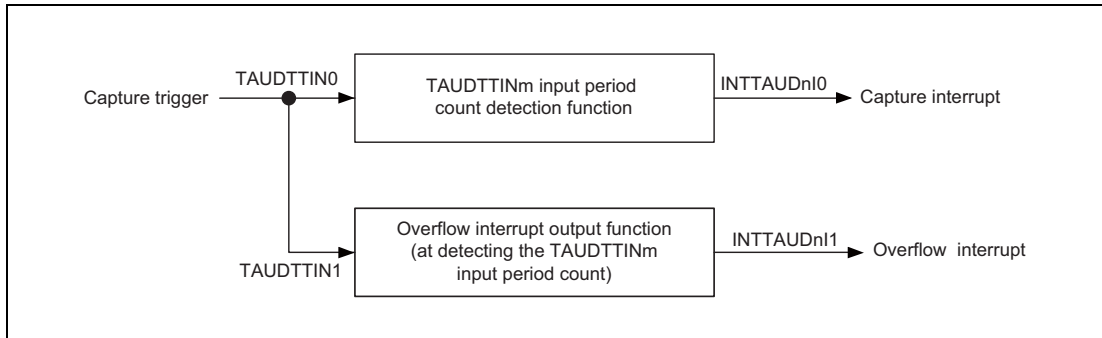 TAUDTTIN0
Capture trigger
TAUDTTINm input period
count detection function
INTTAUDnI0
Capture interrupt
TAUDTTIN1
Overflow interrupt output function
(at detecting the TAUDTTINm
input period count)
INTTAUDnI1
Overflow interrupt